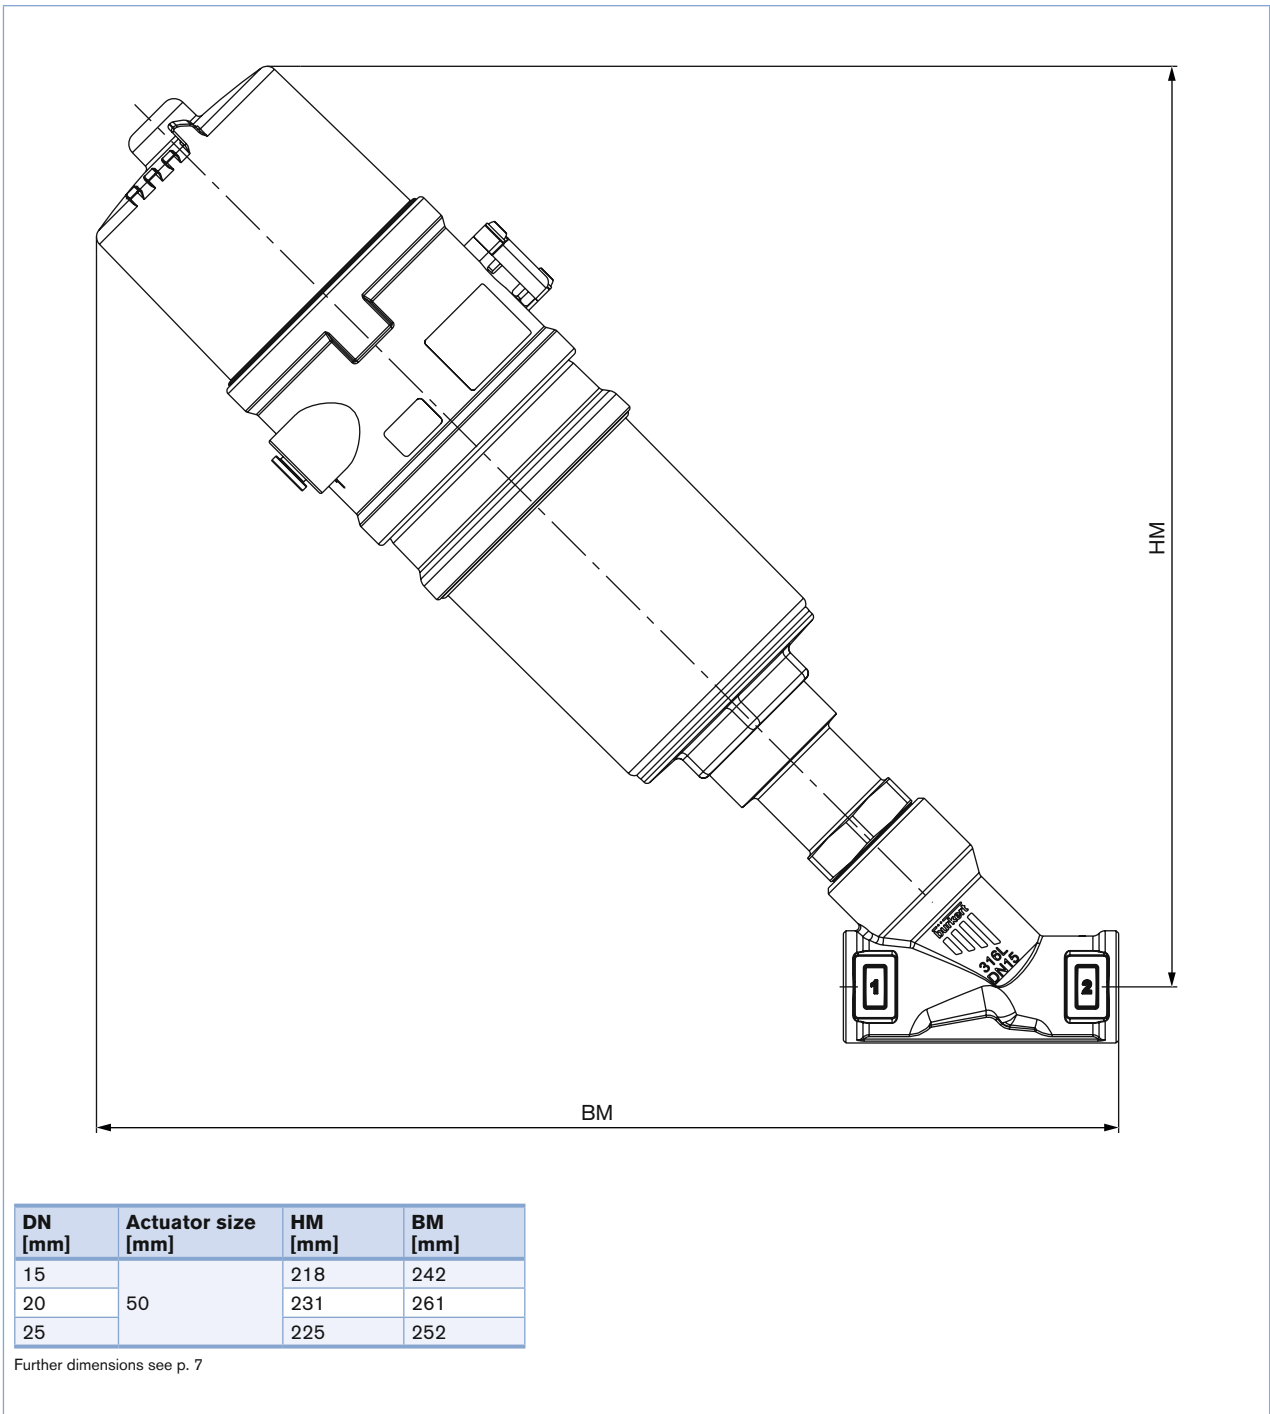 HM
bürkert
316L
DN15
1
2
BM
DN [mm] Actuator size [mm] HM [mm] BM [mm]
15 50 218 242
20 231 261
25 225 252
Further dimensions see p. 7